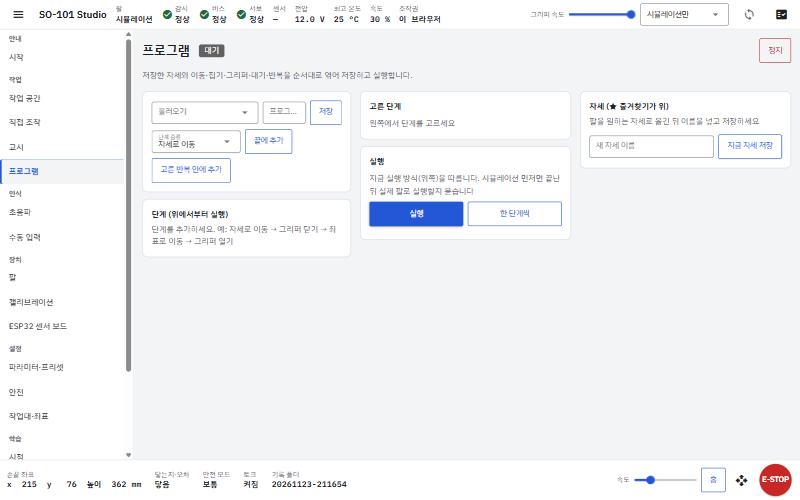 SO-101 Studio
팔
시뮬레이션
감시
정상
버스
정상
서보
정상
센서
—
전압
12.0 V
최고 온도
25 °C
속도
30 %
조작권
이 브라우저
그리퍼 속도
시뮬레이션만
안내
시작
작업
작업 공간
직접 조작
교시
프로그램
인식
초음파
수동 입력
장치
팔
캘리브레이션
ESP32 센서 보드
설정
파라미터·프리셋
안전
작업대·좌표
학습
시점
프로그램
대기
정지
저장한 자세와 이동·집기·그리퍼·대기·반복을 순서대로 엮어 저장하고 실행합니다.
불러오기
프로그…
저장
단계 종류
자세로 이동
끝에 추가
고른 반복 안에 추가
단계 (위에서부터 실행)
단계를 추가하세요. 예: 자세로 이동 → 그리퍼 닫기 → 좌
표로 이동 → 그리퍼 열기
고른 단계
왼쪽에서 단계를 고르세요
실행
지금 실행 방식(위쪽)을 따릅니다. 시뮬레이션 먼저면 끝난
뒤 실제 팔로 실행할지 묻습니다
실행
한 단계씩
자세 (★ 즐겨찾기가 위)
팔을 원하는 자세로 옮긴 뒤 이름을 넣고 저장하세요
새 자세 이름
지금 자세 저장
손끝 좌표
x 215 y 76 높이 362 mm
닿는지·오차
닿음
안전 모드
보통
토크
켜짐
기록 폴더
20261123-211654
속도
홈
E-STOP